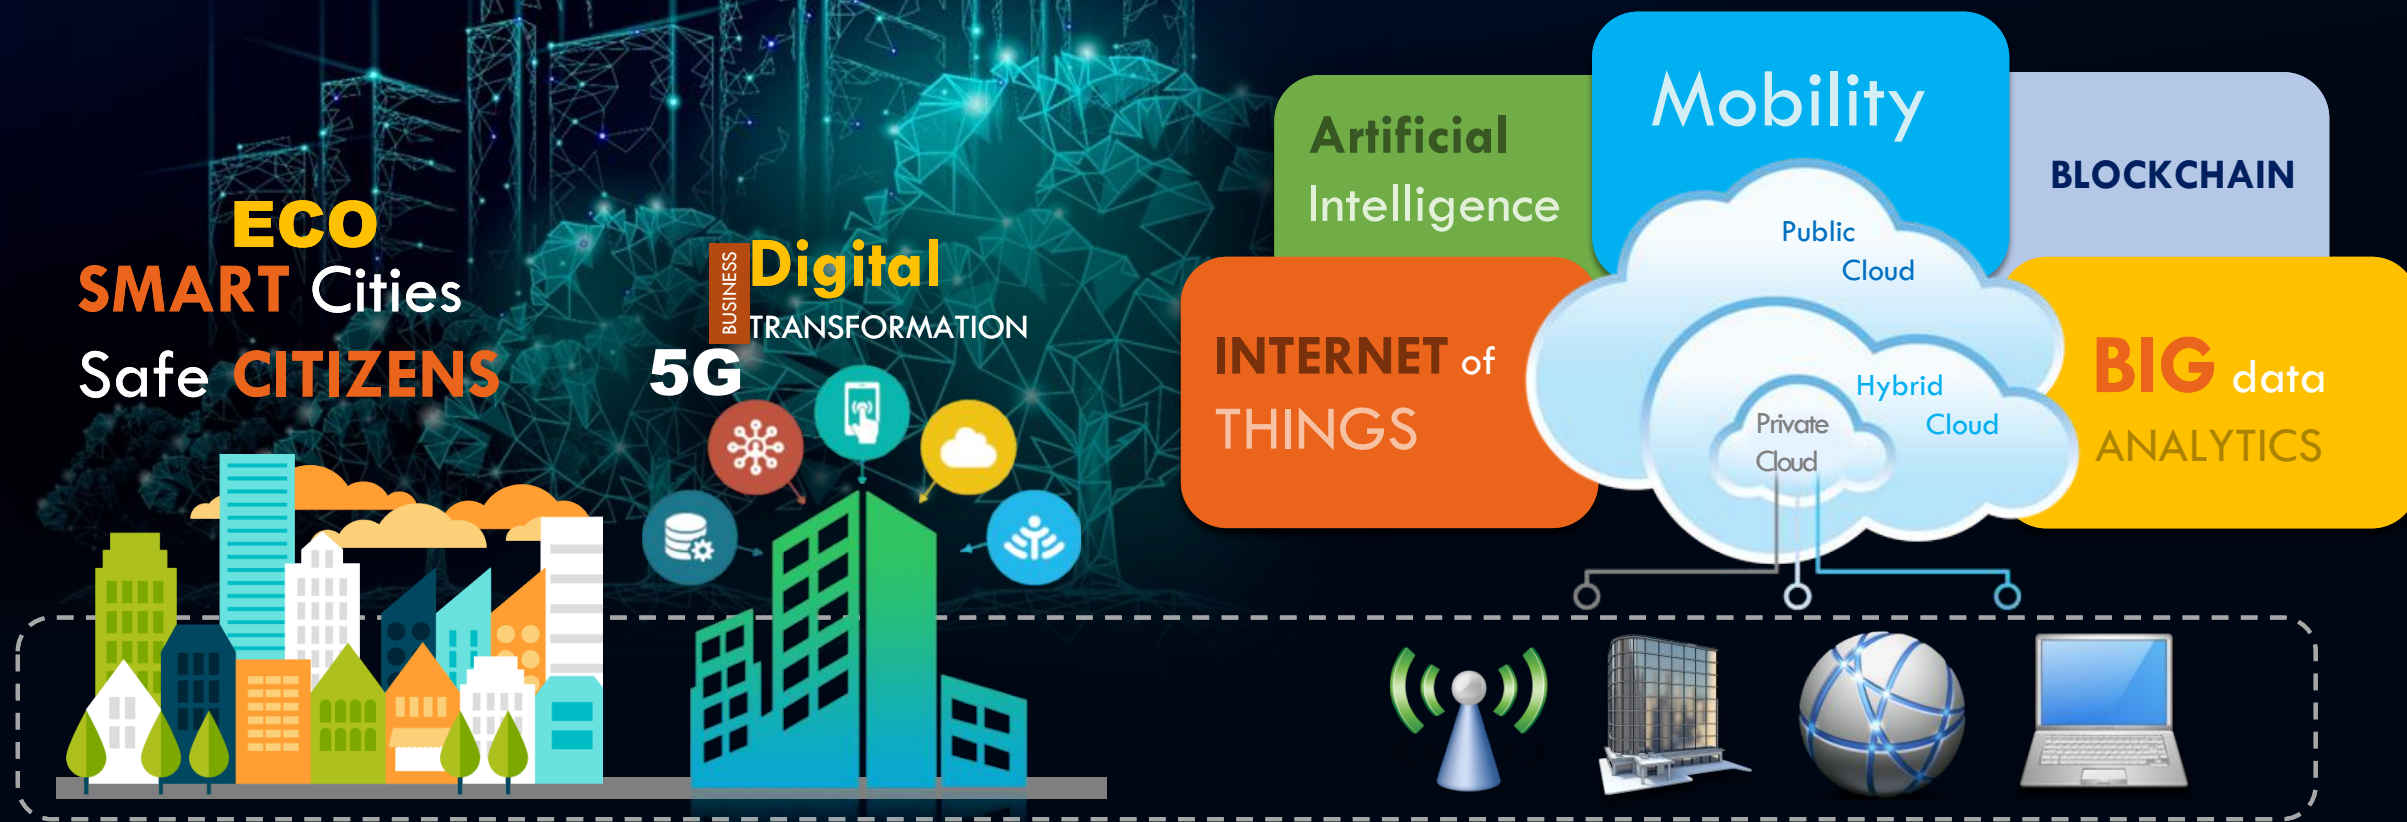 ECO
SMART Cities
Safe CITIZENS
BUSINESS
Digital
TRANSFORMATION
5G
Artificial
Intelligence
Mobility
BLOCKCHAIN
INTERNET of
THINGS
Public
Cloud
Hybrid
Cloud
Private
Cloud
BIG data
ANALYTICS